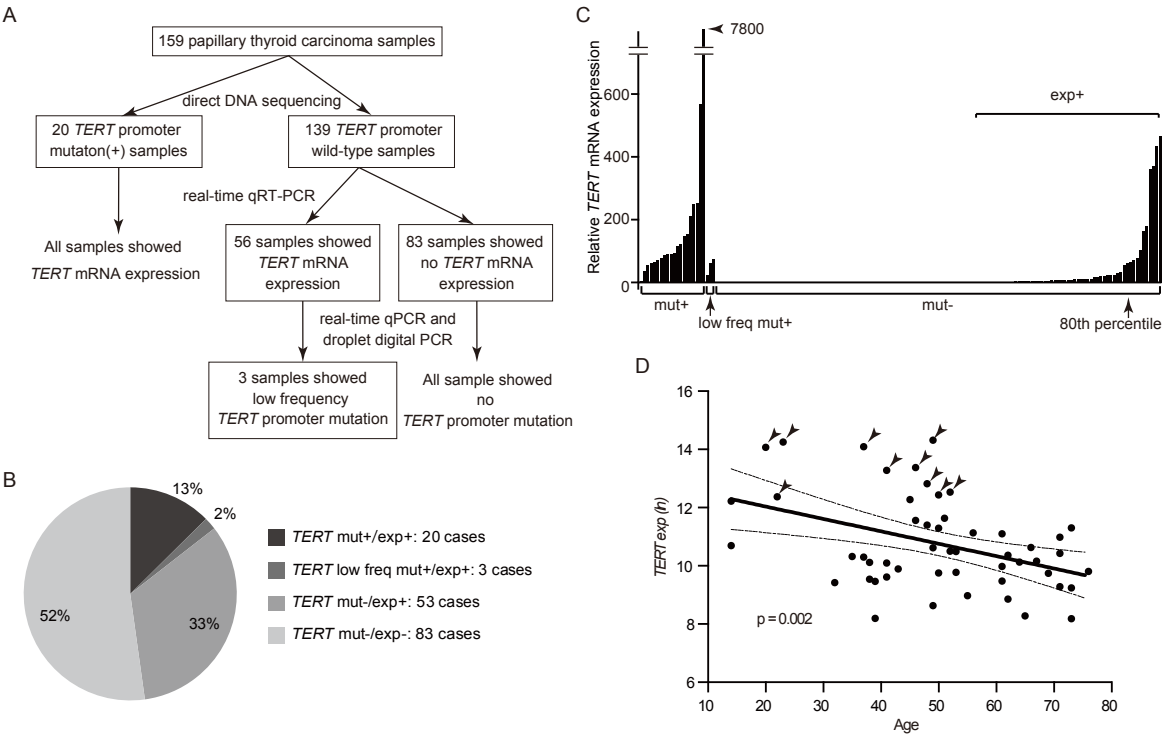 A
159 papillary thyroid carcinoma samples
direct DNA sequencing
20 TERT promoter
mutaton(+) samples
139 TERT promoter
wild-type samples
real-time qRT-PCR
All samples showed
TERT mRNA expression
56 samples showed
TERT mRNA
expression
83 samples showed
no TERT mRNA
expression
real-time qPCR and
droplet digital PCR
3 samples showed
low frequency
TERT promoter mutation
All sample showed
no
TERT promoter mutation
B
13%
2%
33%
52%
TERT mut+/exp+: 20 cases
TERT low freq mut+/exp+: 3 cases
TERT mut-/exp+: 53 cases
TERT mut-/exp-: 83 cases
C
Relative TERT mRNA expression
600
400
200
0
7800
exp+
mut+
low freq mut+
mut-
80th percentile
D
TERT exp (ln)
16
14
12
10
8
6
p = 0.002
10
20
30
40
50
60
70
80
Age